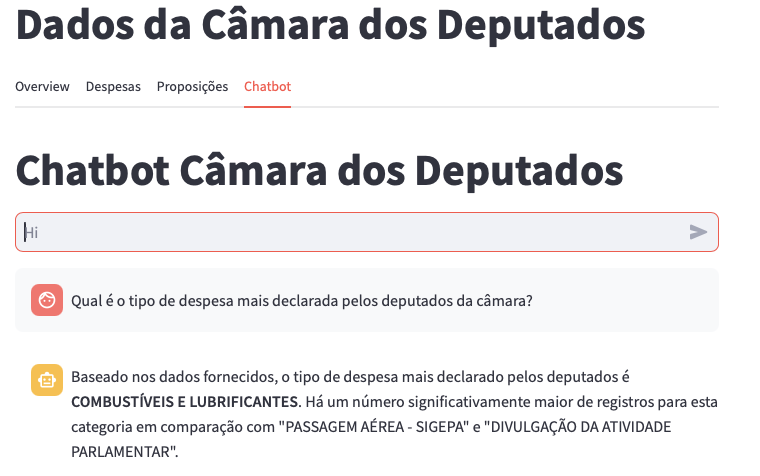 Dados da Câmara dos Deputados
Overview Despesas Proposições Chatbot
Chatbot Câmara dos Deputados
Hi
Qual é o tipo de despesa mais declarada pelos deputados da câmara?
Baseado nos dados fornecidos, o tipo de despesa mais declarado pelos deputados é
COMBUSTÍVEIS E LUBRIFICANTES. Há um número significativamente maior de registros para esta
categoria em comparação com "PASSAGEM AÉREA - SIGEPA" e "DIVULGAÇÃO DA ATIVIDADE
PARLAMENTAR".